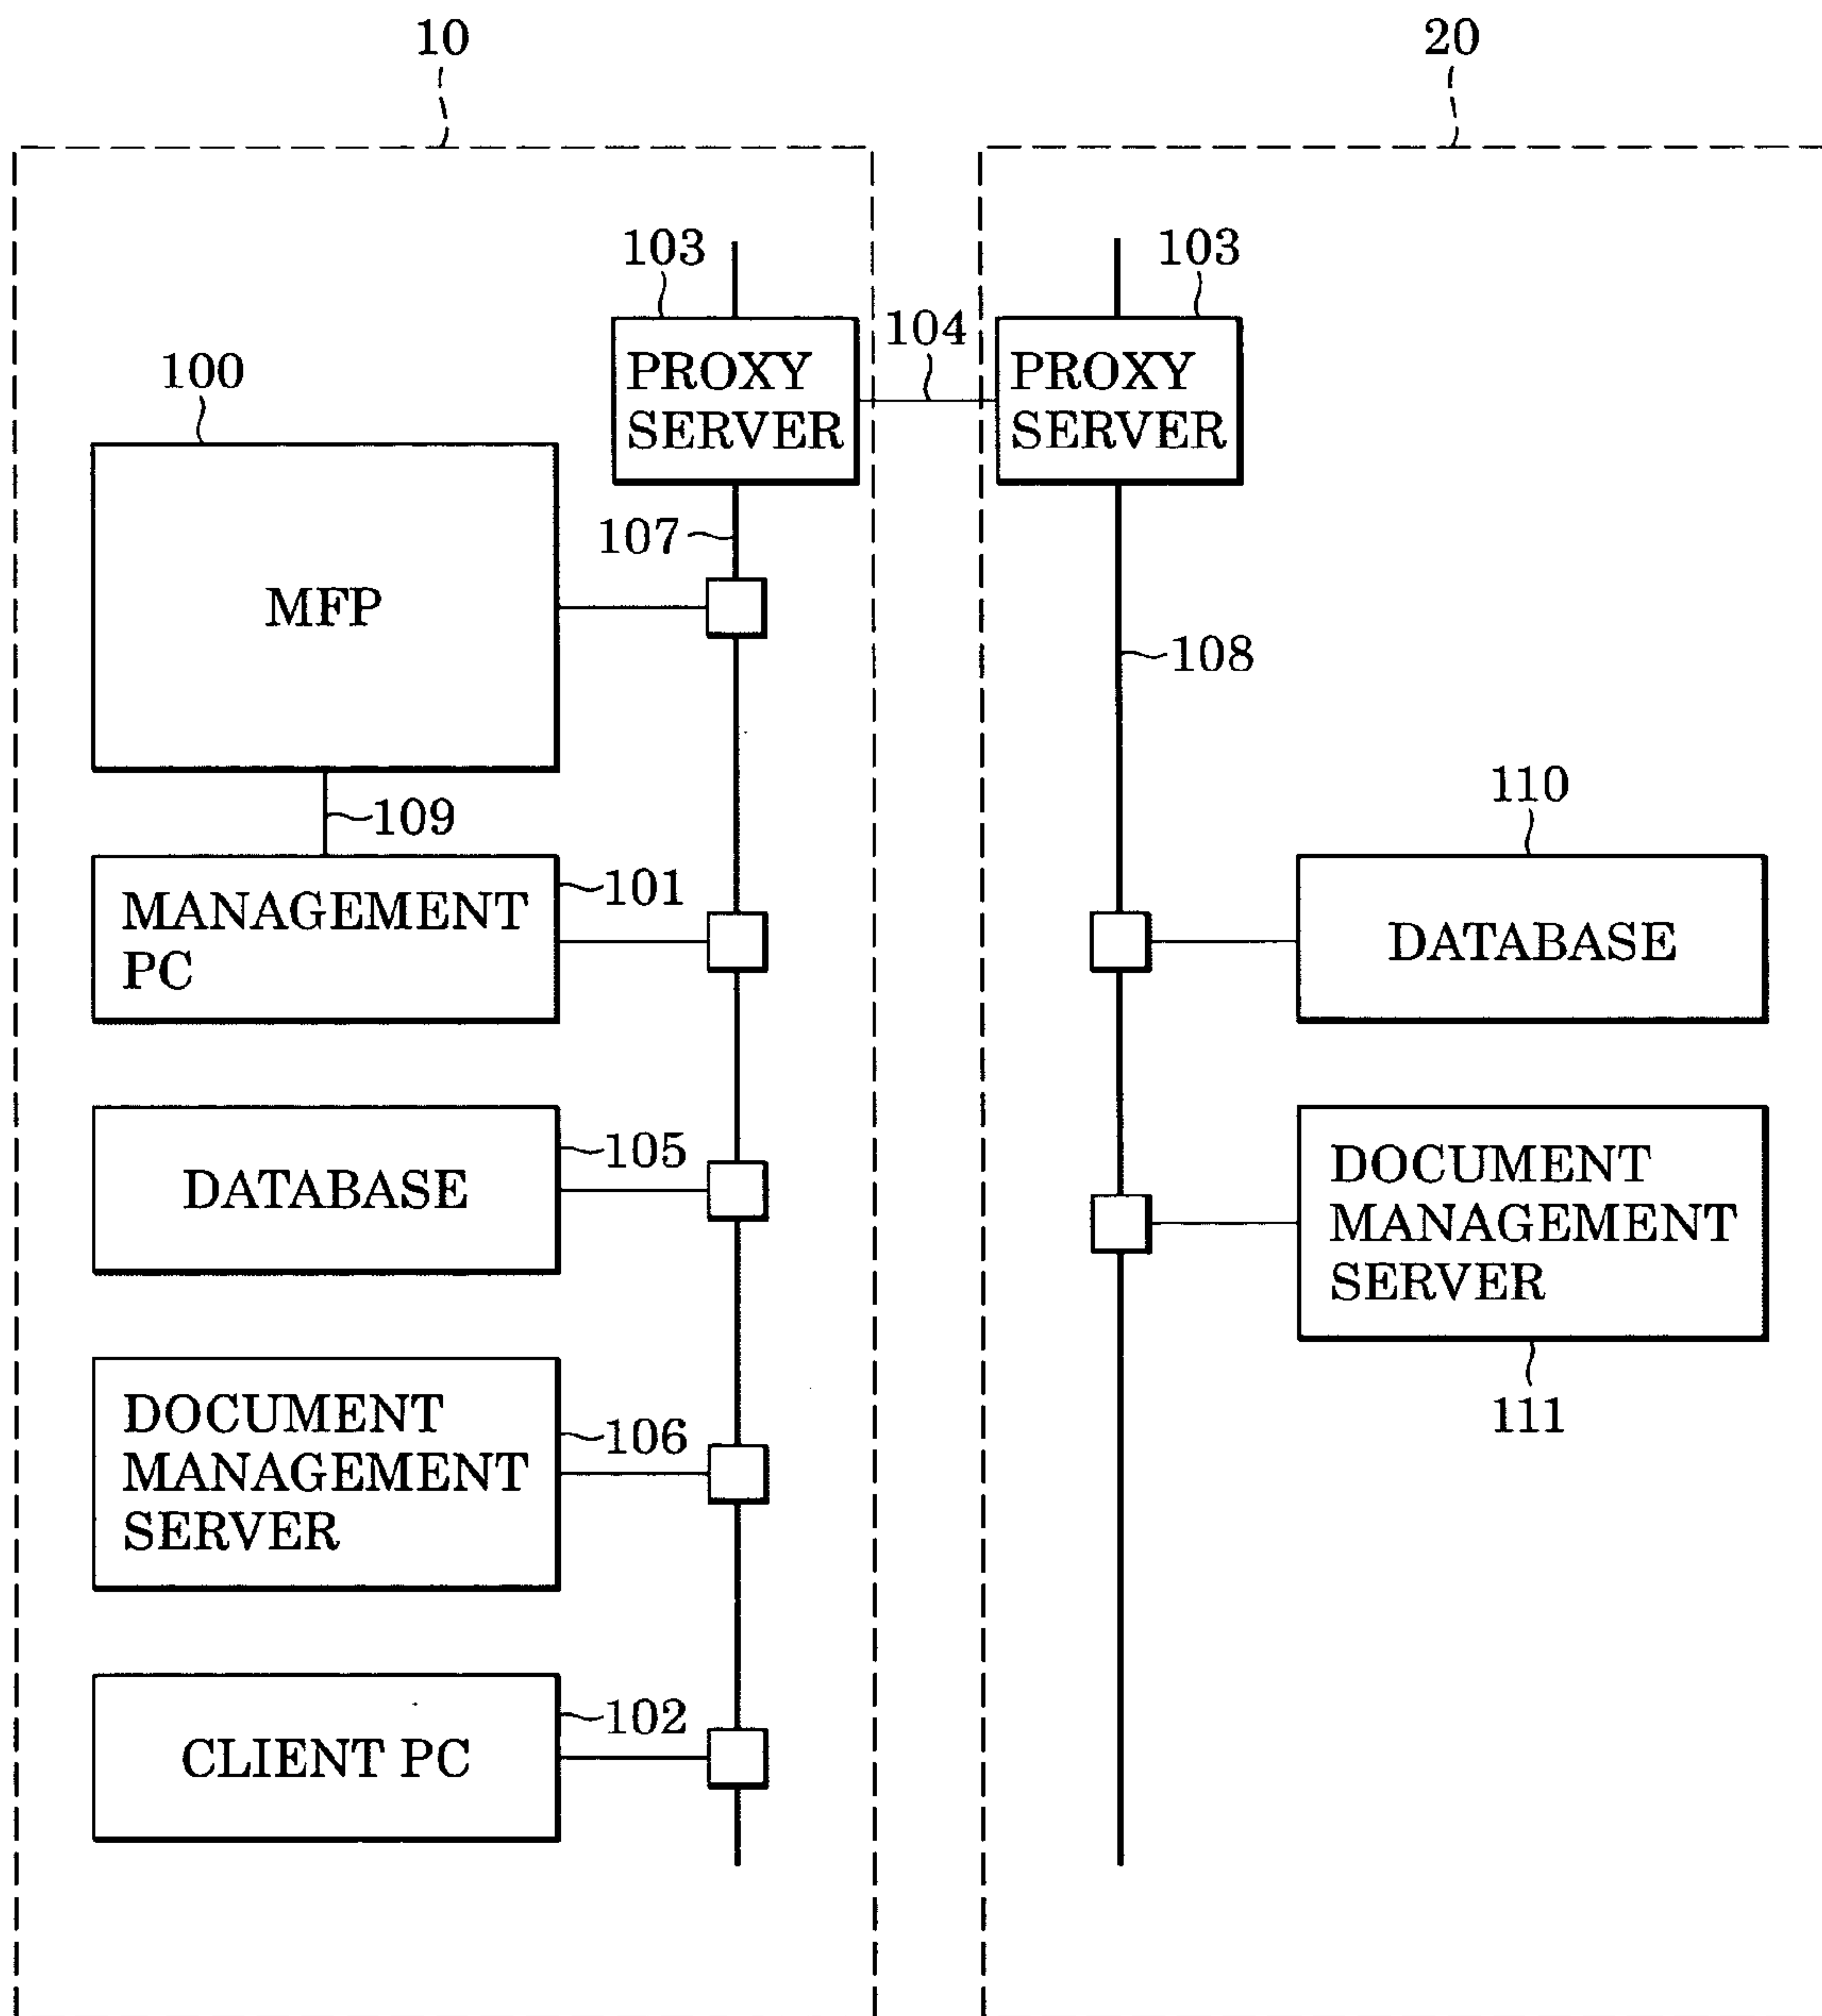 10
20
103
103
104
PROXY
SERVER
PROXY
SERVER
100
107
MFP
108
109
110
101
MANAGEMENT
PC
DATABASE
105
DATABASE
DOCUMENT
MANAGEMENT
SERVER
111
106
DOCUMENT
MANAGEMENT
SERVER
102
CLIENT PC